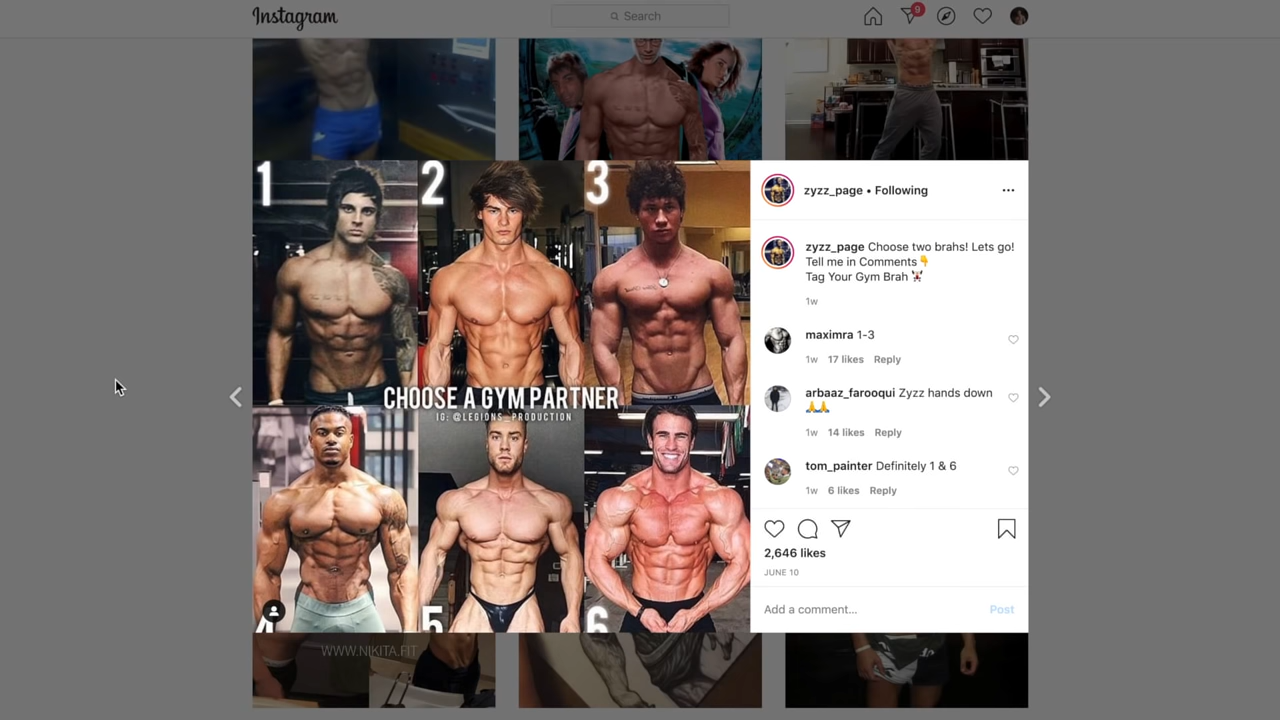 Instagram
Search
9
1
2
3
CHOOSE A GYM PARTNER
IG: @LEGIONS_PRODUCTION
4
5
6
zyzz_page • Following
zyzz_page Choose two brahs! Lets go!
Tell me in Comments👇
Tag Your Gym Brah 🏋
1w
maximra 1-3
1w 17 likes Reply
arbaaz_farooqui Zyzz hands down
🙏🙏
1w 14 likes Reply
tom_painter Definitely 1 & 6
1w 6 likes Reply
2,646 likes
JUNE 10
Add a comment... Post
WWW.NIKITA.FIT